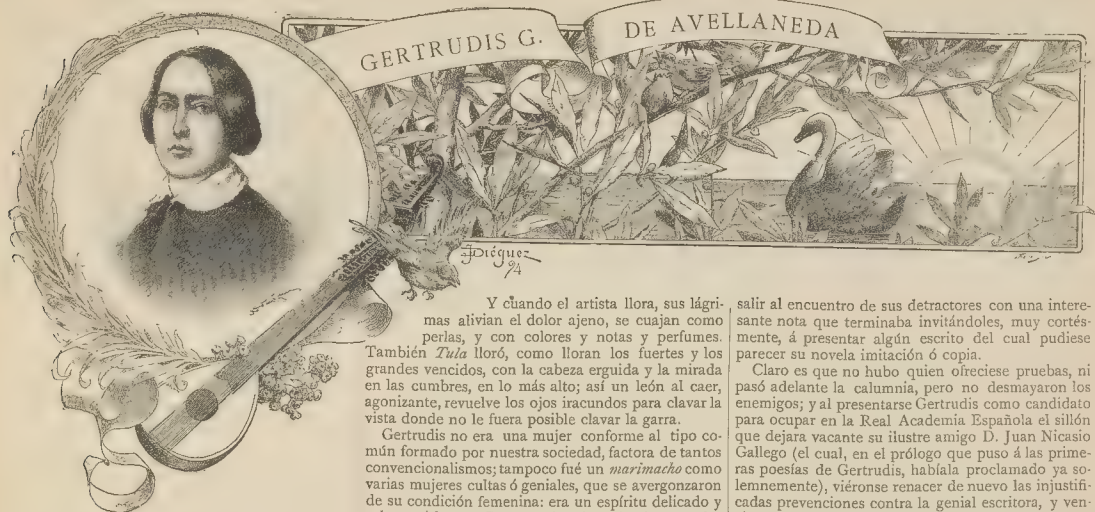 GERTRUDIS G.
DE AVELLANEDA
Diéguez
94
Y cuando el artista llora, sus lágri-
mas alivian el dolor ajeno, se cuajan como
perlas, y con colores y notas y perfumes.
También Tula lloró, como lloran los fuertes y los
grandes vencidos, con la cabeza erguida y la mirada
en las cumbres, en lo más alto; así un león al caer,
agonizante, revuelve los ojos iracundos para clavar la
vista donde no le fuera posible clavar la garra.
Gertrudis no era una mujer conforme al tipo co-
mún formado por nuestra sociedad, factora de tantos
convencionalismos; tampoco fué un marimacho como
varias mujeres cultas ó geniales, que se avergonzaron
de su condición femenina: era un espíritu delicado y
salir al encuentro de sus detractores con una intere-
sante nota que terminaba invitándoles, muy cortés-
mente, á presentar algún escrito del cual pudiese
parecer su novela imitación ó copia.
Claro es que no hubo quien ofreciese pruebas, ni
pasó adelante la calumnia, pero no desmayaron los
enemigos; y al presentarse Gertrudis como candidato
para ocupar en la Real Academia Española el sillón
que dejara vacante su ilustre amigo D. Juan Nicasio
Gallego (el cual, en el prólogo que puso á las prime-
ras poesías de Gertrudis, habíala proclamado ya so-
lemnemente), viéronse renacer de nuevo las injustifi-
cadas prevenciones contra la genial escritora, y ven-